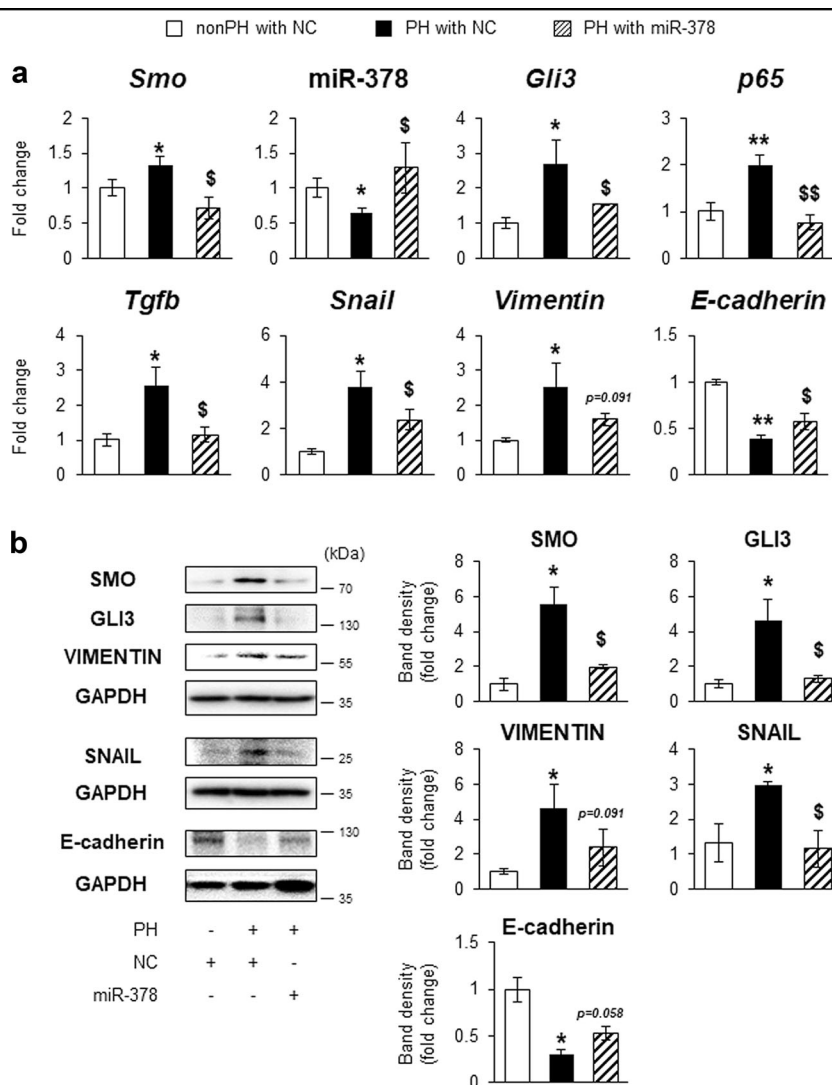 nonPH with NC PH with NC PH with miR-378
a
Smo miR-378 Gli3 p65
Fold change
2
1.5
1
0.5
0
*
$
2
1.5
1
0.5
0
*
$
4
3
2
1
0
*
$
3
2
1
0
**
$$
Tgfb Snail Vimentin E-cadherin
Fold change
4
3
2
1
0
*
$
6
4
2
0
*
$
4
3
2
1
0
*
p=0.091
1.5
1
0.5
0
**
$
b
(kDa)
SMO
70
GLI3
130
VIMENTIN
55
GAPDH
35
SNAIL
25
GAPDH
35
E-cadherin
130
GAPDH
35
PH - + +
NC + + -
miR-378 - - +
SMO GLI3
Band density
(fold change)
8
6
4
2
0
*
$
8
6
4
2
0
*
$
VIMENTIN SNAIL
Band density
(fold change)
8
6
4
2
0
*
p=0.091
4
3
2
1
0
*
$
E-cadherin
Band density
(fold change)
1.5
1
0.5
0
*
p=0.058